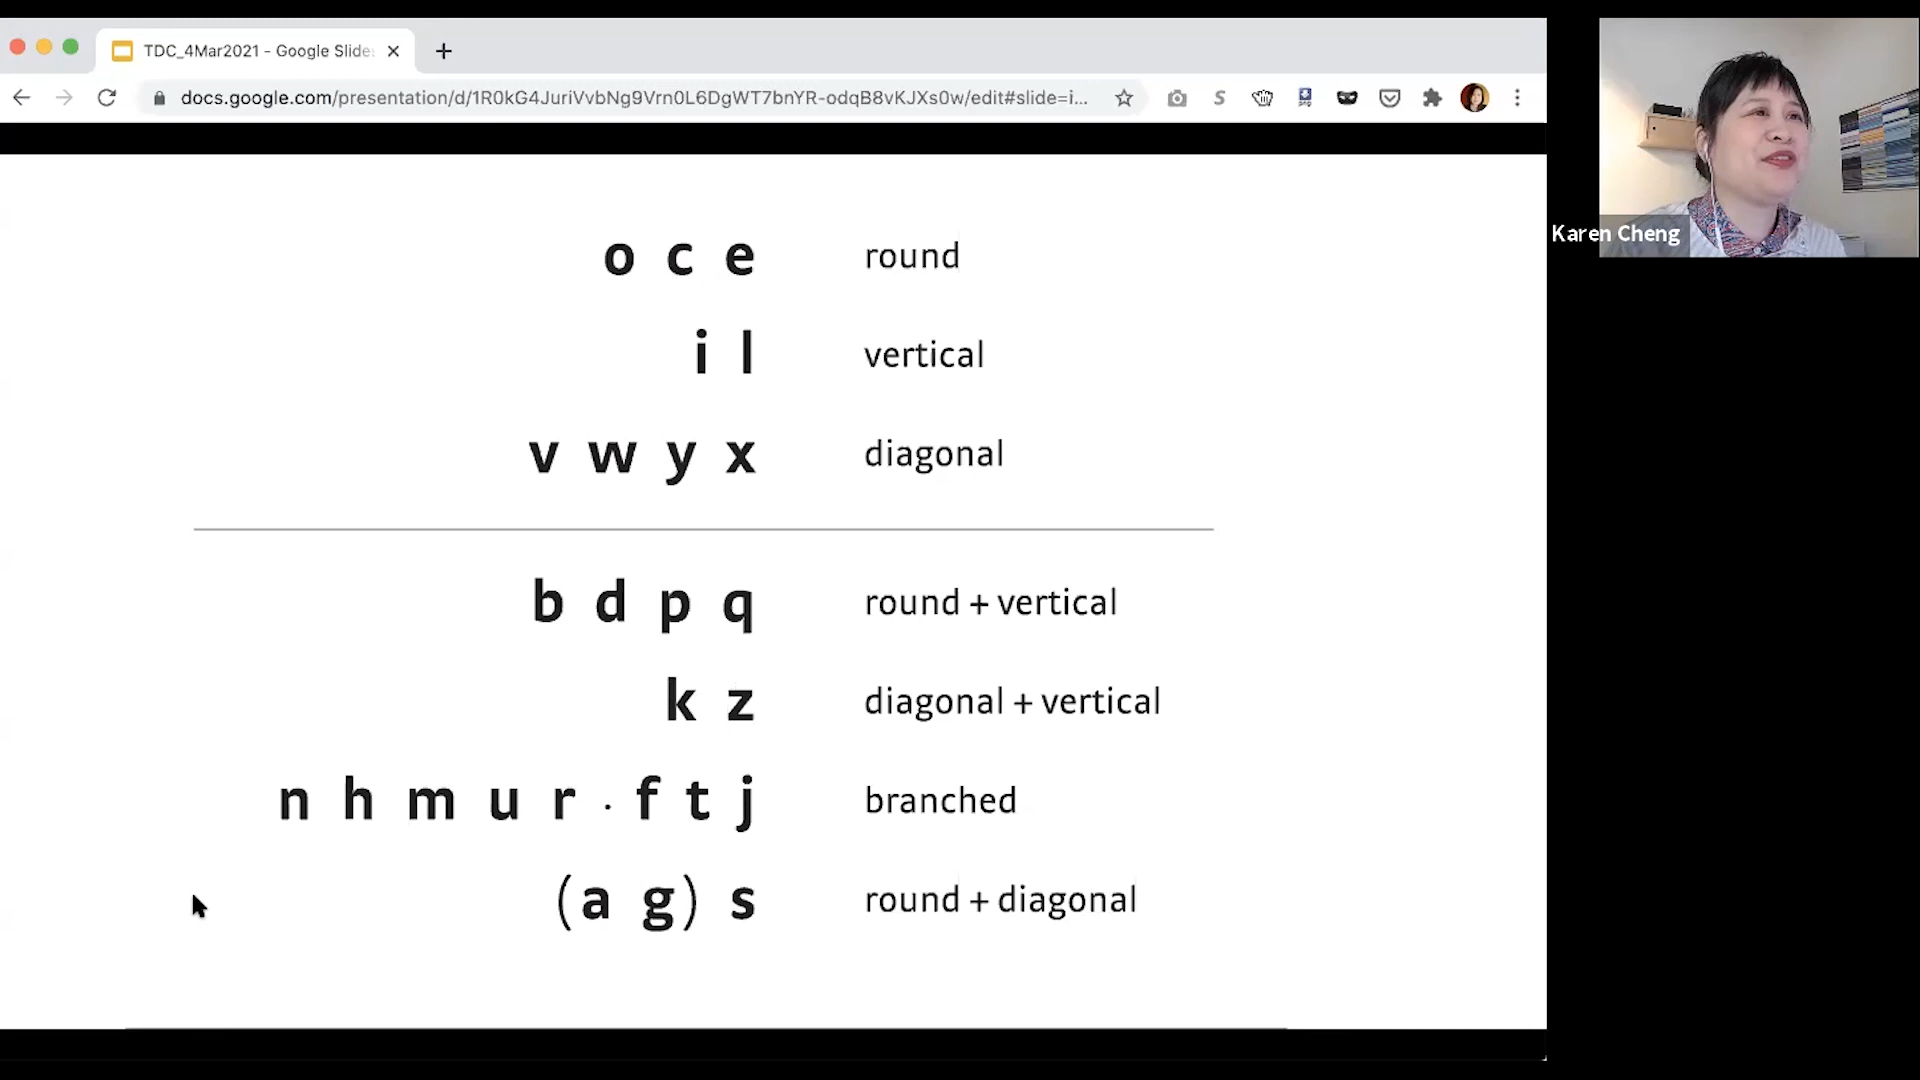 TDC_4Mar2021 - Google Slide
docs.google.com/presentation/d/1R0kG4JuriVvbNg9Vrn0L6DgWT7bnYR-odqB8vKJXs0w/edit#slide=i...
Karen Cheng
o c e round
i l vertical
v w y x diagonal
b d p q round + vertical
k z diagonal + vertical
n h m u r · f t j branched
(a g) s round + diagonal